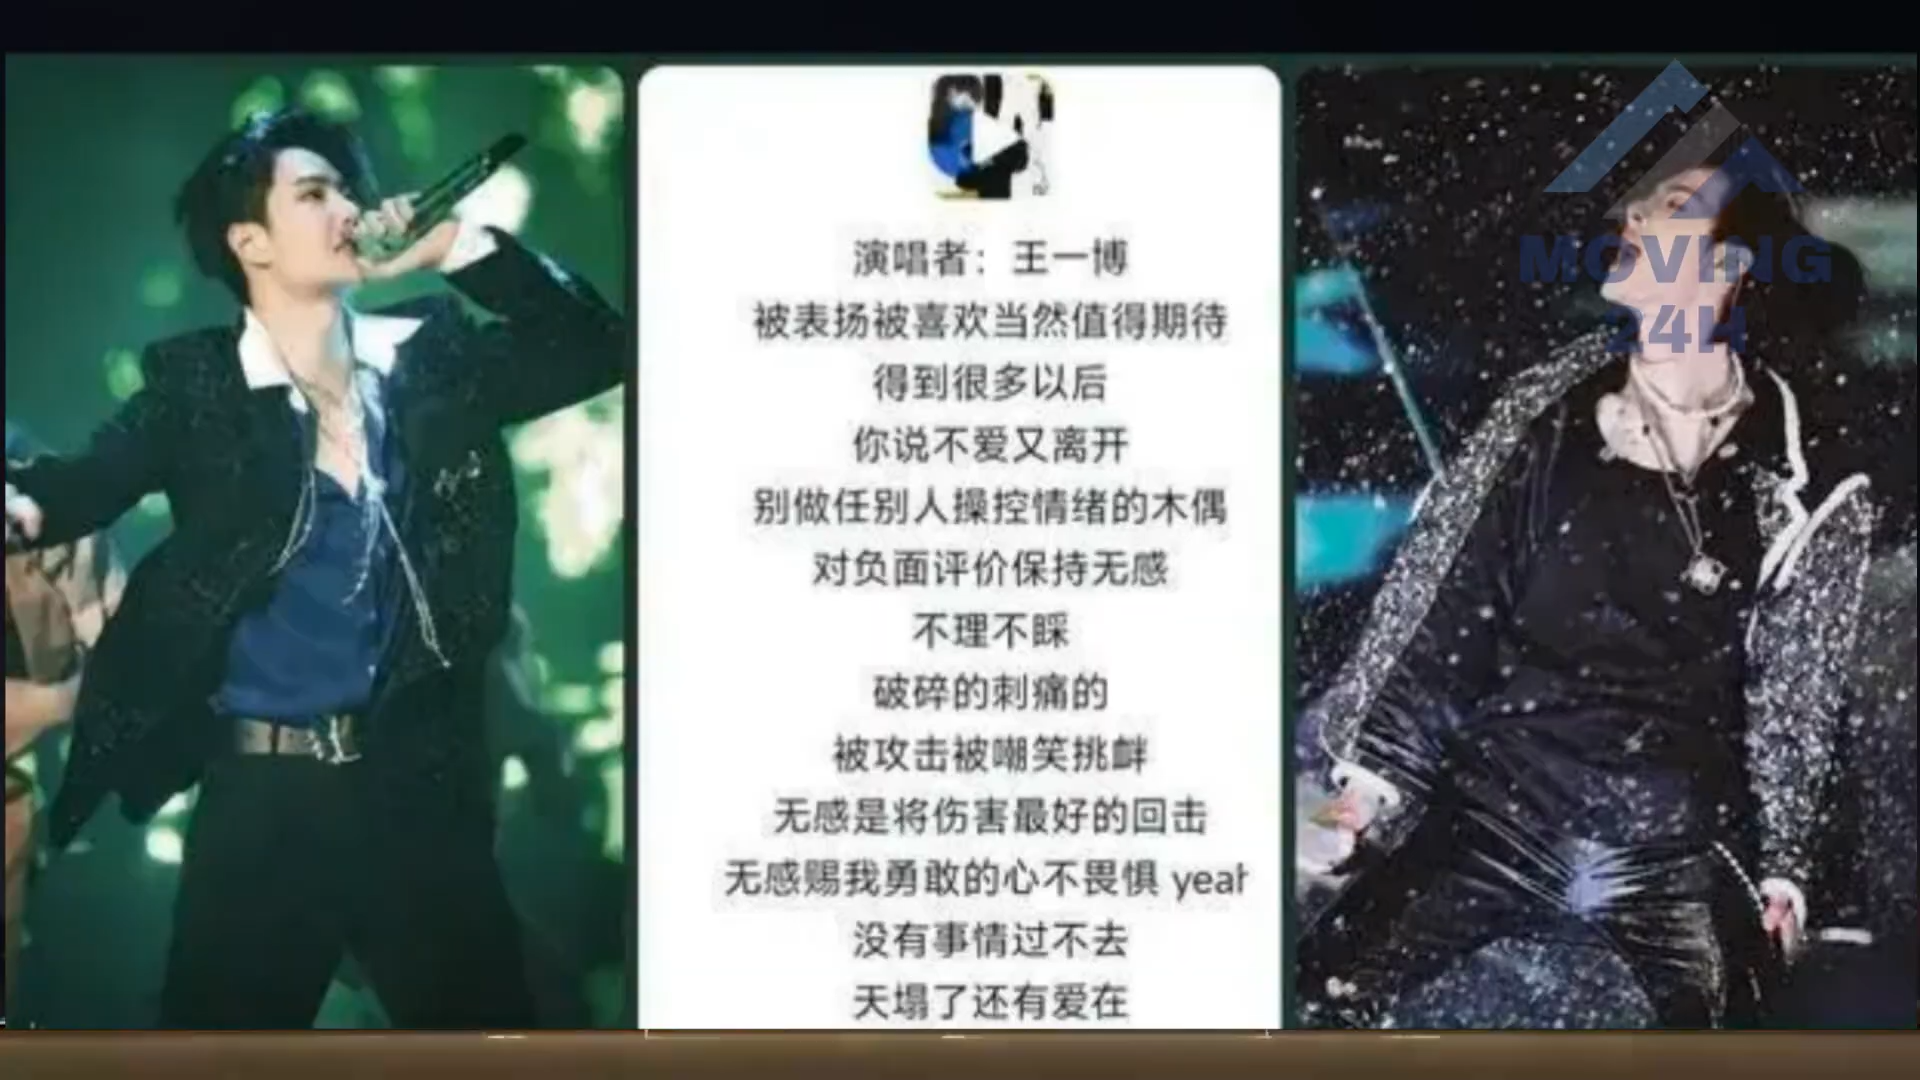 演唱者：王一博
被表扬被喜欢当然值得期待
得到很多以后
你说不爱又离开
别做任别人操控情绪的木偶
对负面评价保持无感
不理不睬
破碎的刺痛的
被攻击被嘲笑挑衅
无感是将伤害最好的回击
无感赐我勇敢的心不畏惧 yeah
没有事情过不去
天塌了还有爱在
MOVING
24H